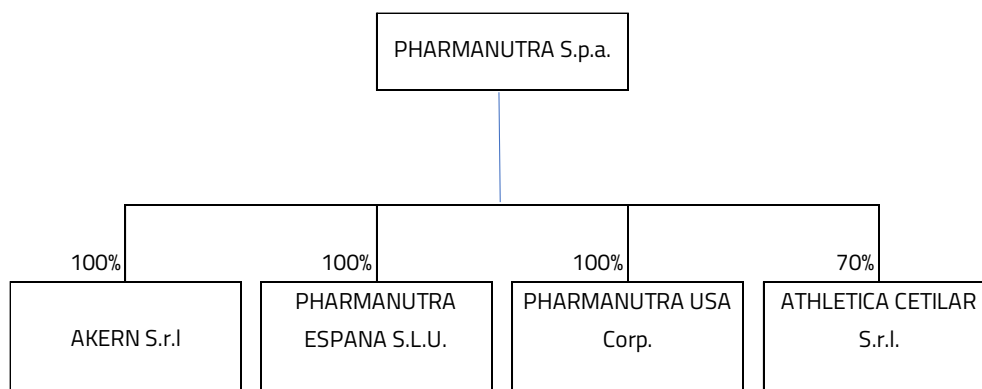 PHARMANUTRA S.p.a.
100%
100%
100%
70%
AKERN S.r.l
PHARMANUTRA
ESPANA S.L.U.
PHARMANUTRA USA
Corp.
ATHLETICA CETILAR
S.r.l.